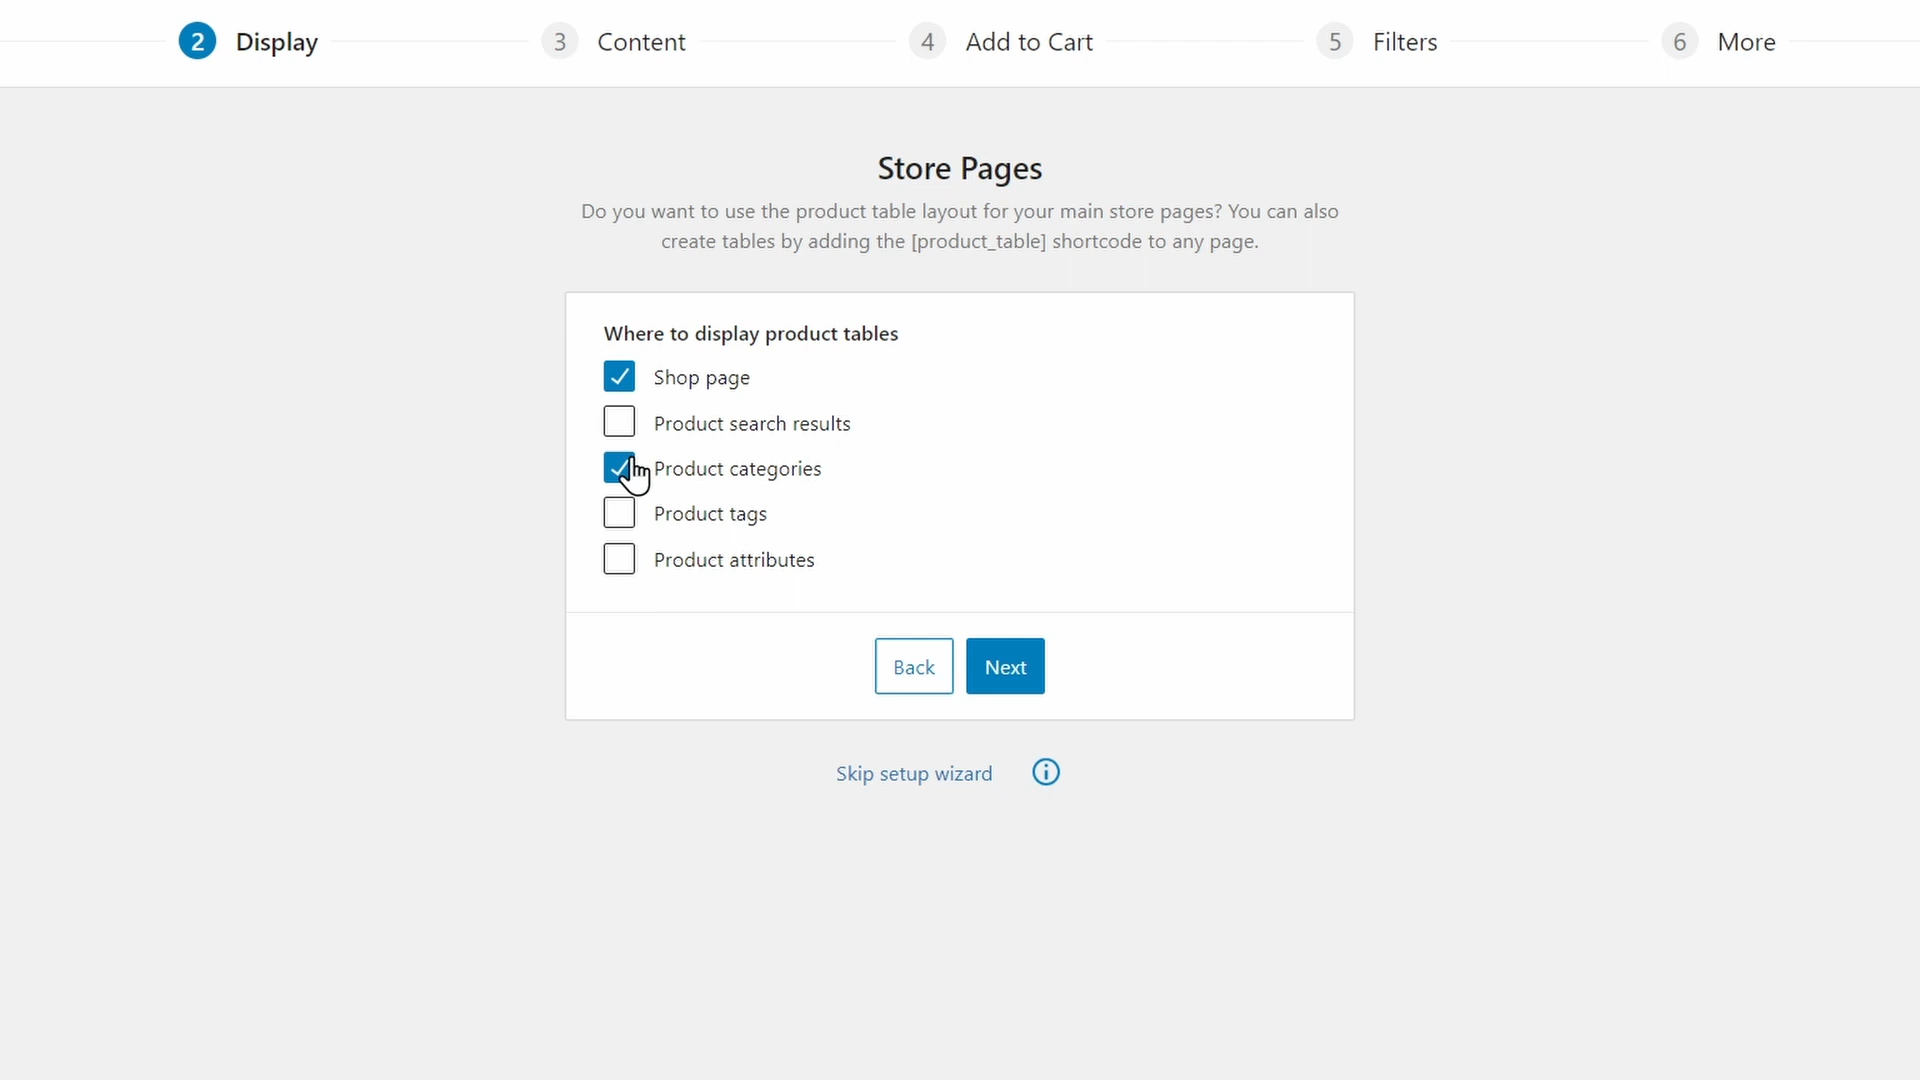 2 Display 3 Content 4 Add to Cart 5 Filters 6 More
Store Pages
Do you want to use the product table layout for your main store pages? You can also
create tables by adding the [product_table] shortcode to any page.
Where to display product tables
Shop page
Product search results
Product categories
Product tags
Product attributes
Back Next
Skip setup wizard